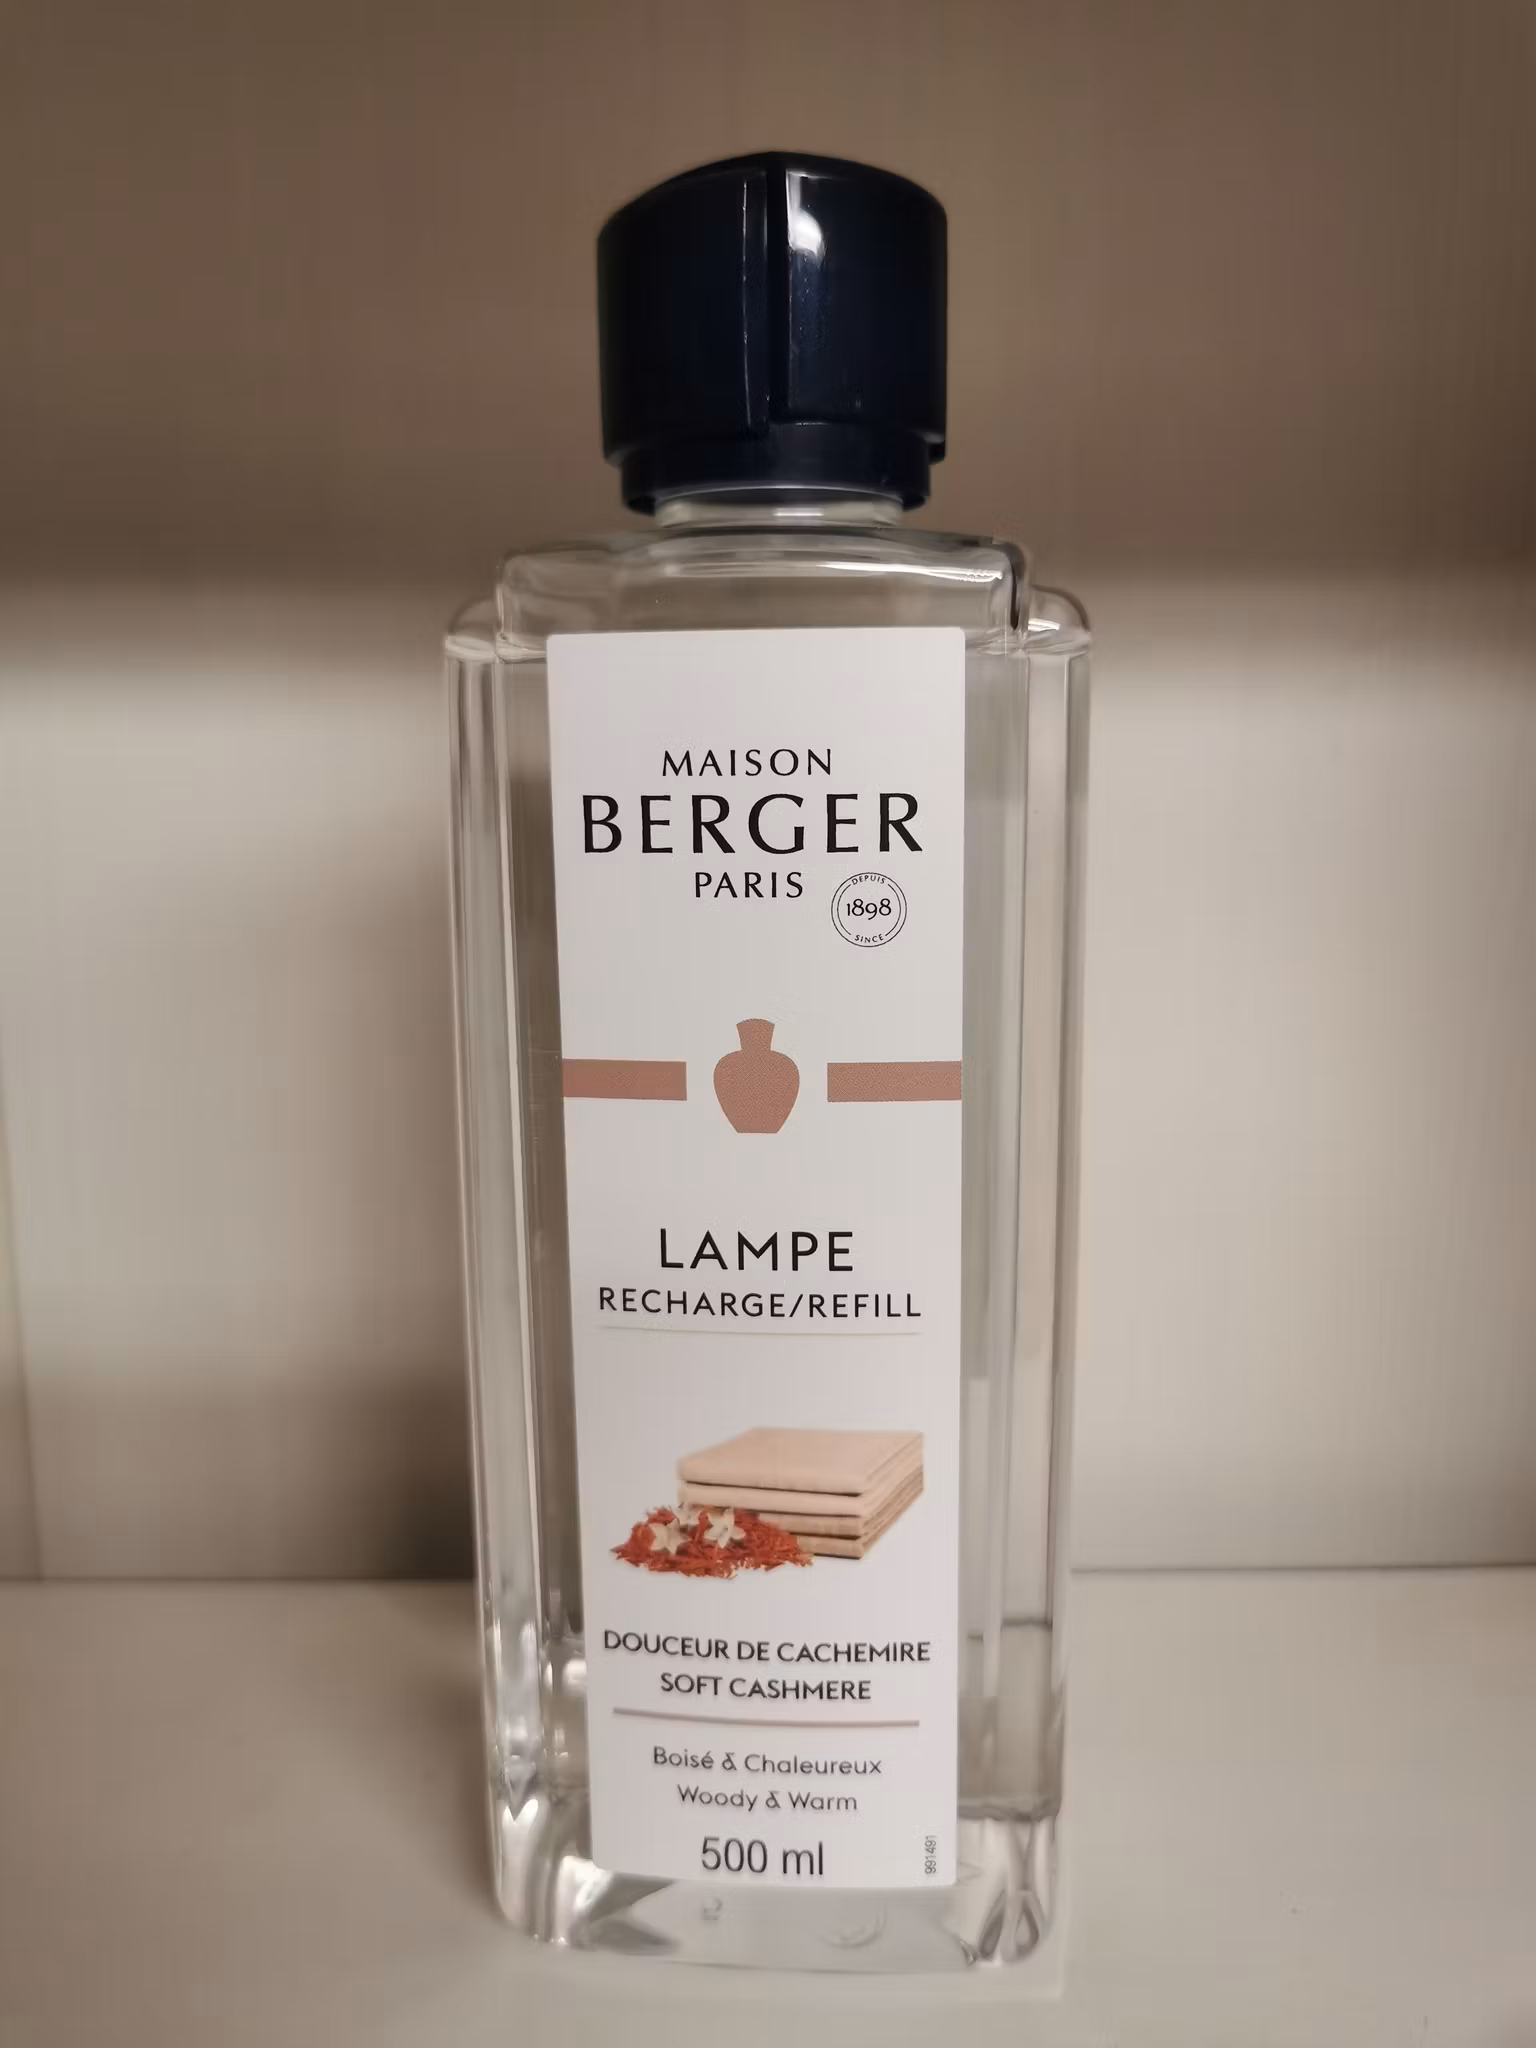 MAISON
BERGER
PARIS
DEPUIS
1898
SINCE
LAMPE
RECHARGE/REFILL
DOUCEUR DE CACHEMIRE
SOFT CASHMERE
Boisé & Chaleureux
Woody & Warm
500 ml
991491